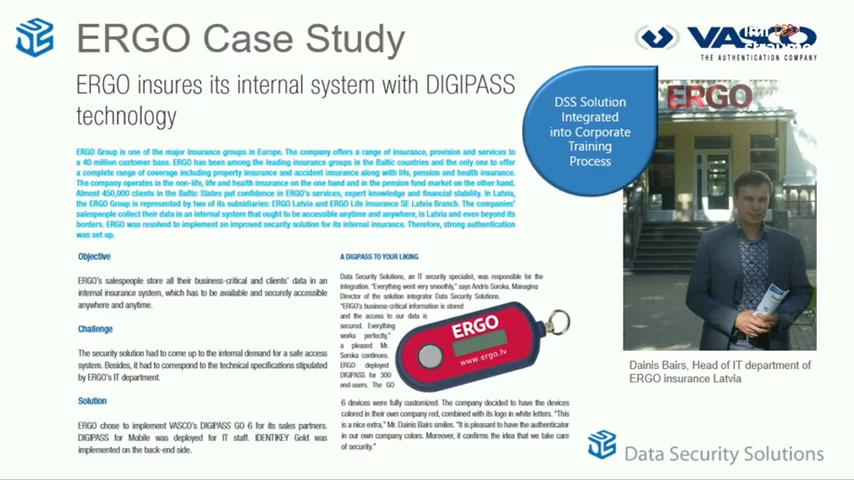 ERGO Case Study
VASCO
THE AUTHENTICATION COMPANY
ERGO insures its internal system with DIGIPASS
technology
DSS Solution
Integrated
into Corporate
Training
Process
ERGO
ERGO Group is one of the major insurance groups in Europe. The company offers a range of insurance, provision and services to
a 40 million customer base. ERGO has been among the leading insurance groups in the Baltic countries and the only one to offer
a complete range of coverage including property insurance and accident insurance along with life, pension and health insurance.
The company operates in the non-life, life and health insurance on the one hand and in the pension fund market on the other hand.
Almost 450,000 clients in the Baltic States put confidence in ERGO's services, expert knowledge and financial stability. In Latvia,
the ERGO Group is represented by two of its subsidiaries: ERGO Latvia and ERGO Life Insurance SE Latvia Branch. The companies'
salespeople collect their data in an internal system that ought to be accessible anytime and anywhere, in Latvia and even beyond its
borders. ERGO was resolved to implement an improved security solution for its internal insurance. Therefore, strong authentication
was set up.
Objective
ERGO's salespeople store all their business-critical and clients' data in an
internal insurance system, which has to be available and securely accessible
anywhere and anytime.
Challenge
The security solution had to come up to the internal demand for a safe access
system. Besides, it had to correspond to the technical specifications stipulated
by ERGO's IT department.
Solution
ERGO chose to implement VASCO's DIGIPASS GO 6 for its sales partners.
DIGIPASS for Mobile was deployed for IT staff. IDENTIKEY Gold was
implemented on the back-end side.
A DIGIPASS TO YOUR LIKING
Data Security Solutions, an IT security specialist, was responsible for the
integration. "Everything went very smoothly," says Andris Soroka, Managing
Director of the solution integrator Data Security Solutions.
"ERGO's business-critical information is stored
and the access to our data is
secured. Everything
works perfectly,"
a pleased Mr.
Soroka continues.
ERGO deployed
DIGIPASS for 300
end-users. The GO
6 devices were fully customized. The company decided to have the devices
colored in their own company red, combined with its logo in white letters. "This
is a nice extra," Mr. Dainis Bairs smiles. "It is pleasant to have the authenticator
in our own company colors. Moreover, it confirms the idea that we take care
of security."
ERGO
www.ergo.lv
Dainis Bairs, Head of IT department of
ERGO insurance Latvia
Data Security Solutions